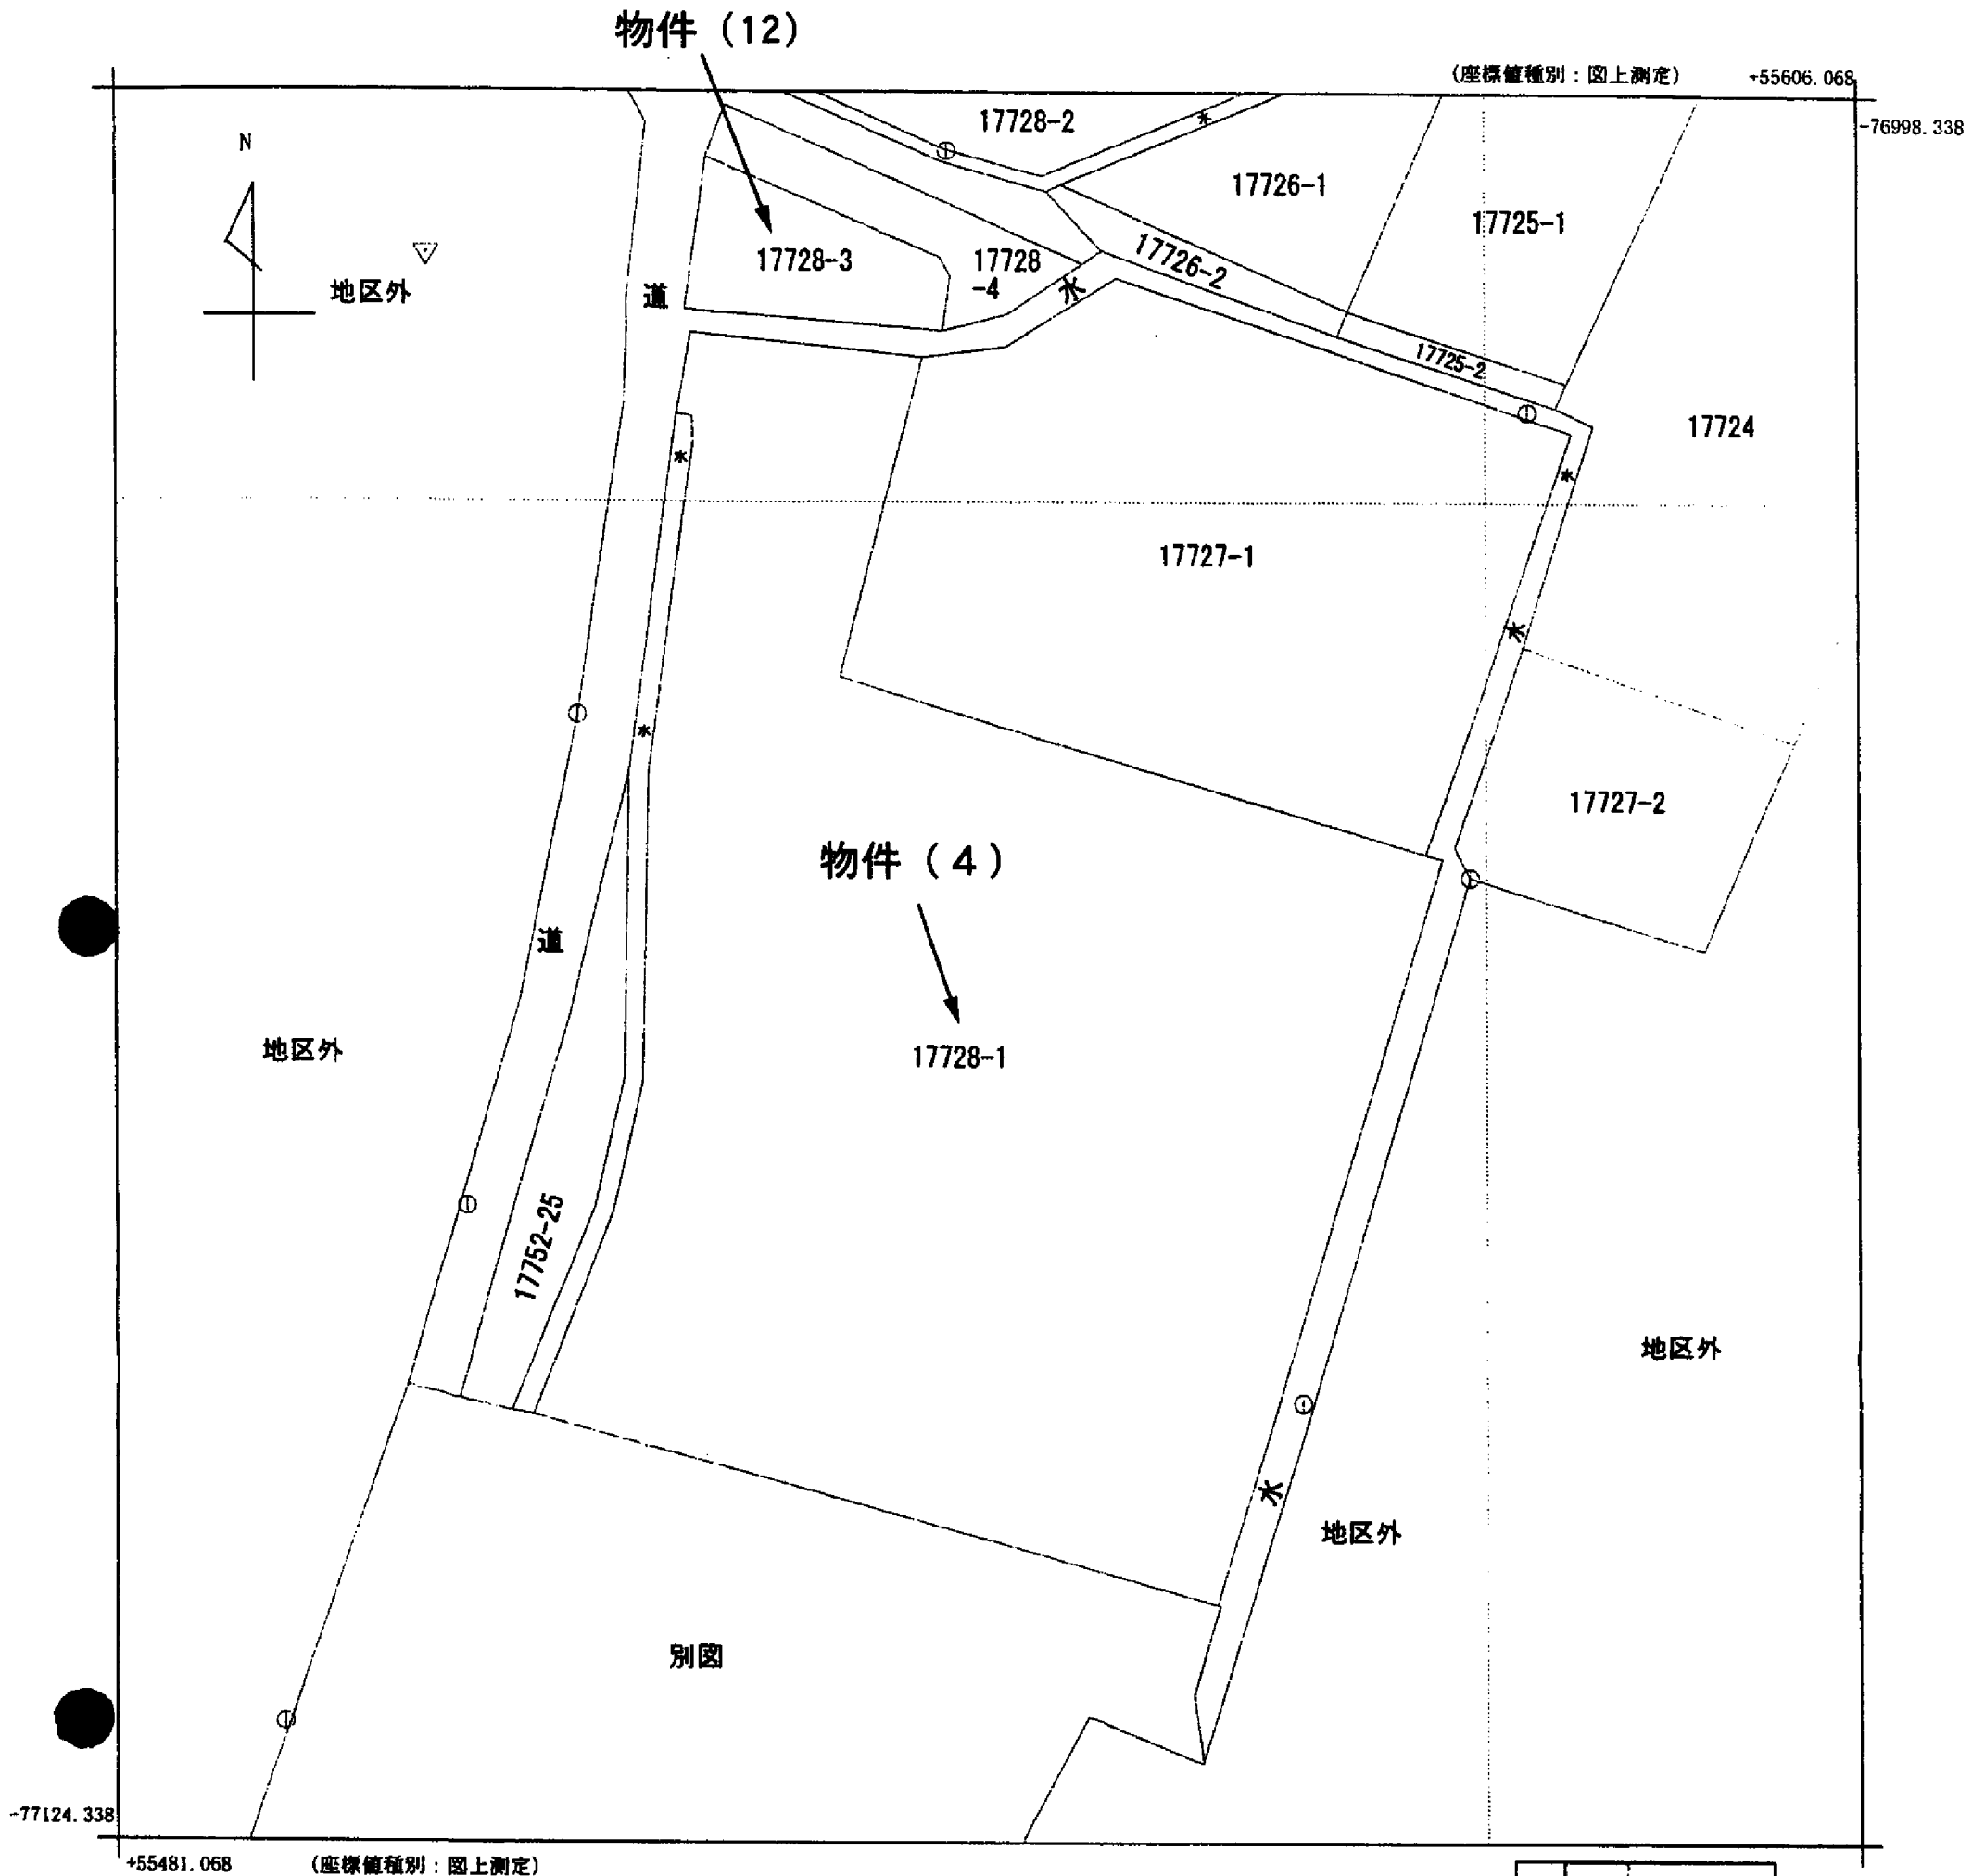 物件（12）
（座標値種別：図上測定） +55606.068
-76998.338
N
17728-2
17726-1
17725-1
地区外
道
17728-3
17728
-4
水
17726-2
17725-2
17724
*
*
*
*
17727-1
水
17727-2
物件（４）
道
地区外
17728-1
17752-25
地区外
水
地区外
別図
-77124.338
+55481.068 （座標値種別：図上測定）